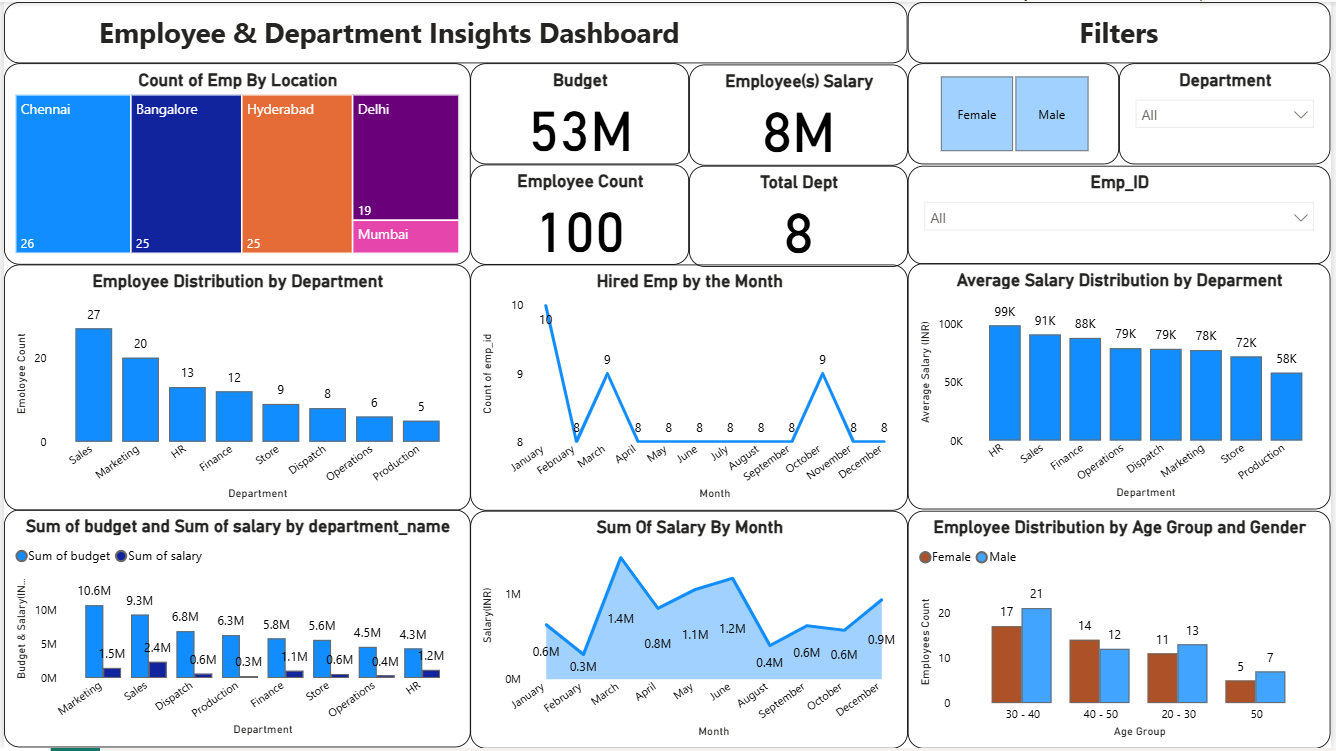 Employee & Department Insights Dashboard
Filters
Count of Emp By Location
Chennai
26
Bangalore
25
Hyderabad
25
Delhi
19
Mumbai
Budget
53M
Employee(s) Salary
8M
Employee Count
100
Total Dept
8
Female
Male
Department
All
Emp_ID
All
Employee Distribution by Department
Emoloyee Count
20
0
27
20
13
12
9
8
6
5
Sales
Marketing
HR
Finance
Store
Dispatch
Operations
Production
Department
Hired Emp by the Month
Count of emp_id
10
9
8
10
8
9
8
8
8
8
8
8
9
8
8
January
February
March
April
May
June
July
August
September
October
November
December
Month
Average Salary Distribution by Deparment
Average Salary (INR)
100K
50K
0K
99K
91K
88K
79K
79K
78K
72K
58K
HR
Sales
Finance
Operations
Dispatch
Marketing
Store
Production
Department
Sum of budget and Sum of salary by department_name
Sum of budget
Sum of salary
Budget & Salary(IN...
10M
5M
0M
10.6M
1.5M
9.3M
2.4M
6.8M
0.6M
6.3M
0.3M
5.8M
1.1M
5.6M
0.6M
4.5M
0.4M
4.3M
1.2M
Marketing
Sales
Dispatch
Production
Finance
Store
Operations
HR
Department
Sum Of Salary By Month
Salary(INR)
1M
0M
0.6M
0.3M
1.4M
0.8M
1.1M
1.2M
0.4M
0.6M
0.6M
0.9M
January
February
March
April
May
June
August
September
October
December
Month
Employee Distribution by Age Group and Gender
Female
Male
Employees Count
20
10
0
17
21
14
12
11
13
5
7
30 - 40
40 - 50
20 - 30
50
Age Group